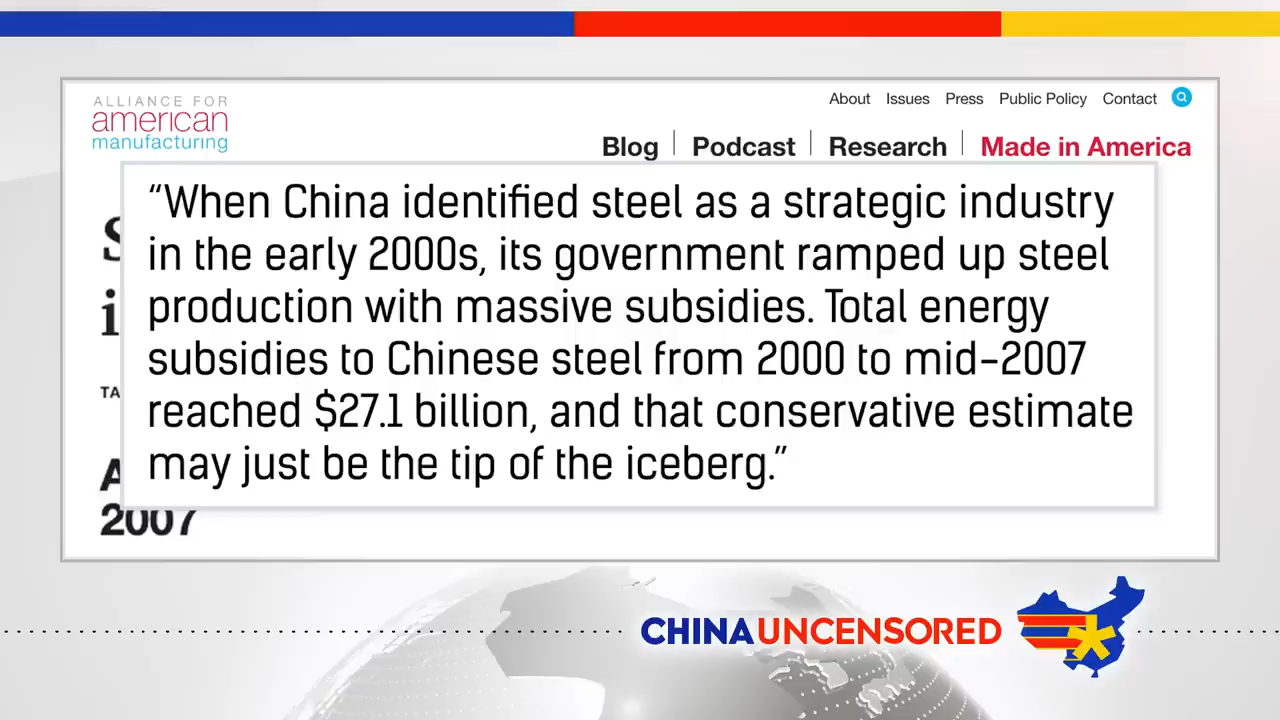 ALLIANCE FOR
american
manufacturing
About Issues Press Public Policy Contact
Blog Podcast Research Made in America
“When China identified steel as a strategic industry
in the early 2000s, its government ramped up steel
production with massive subsidies. Total energy
subsidies to Chinese steel from 2000 to mid-2007
reached $27.1 billion, and that conservative estimate
may just be the tip of the iceberg.”
2007
CHINA UNCENSORED